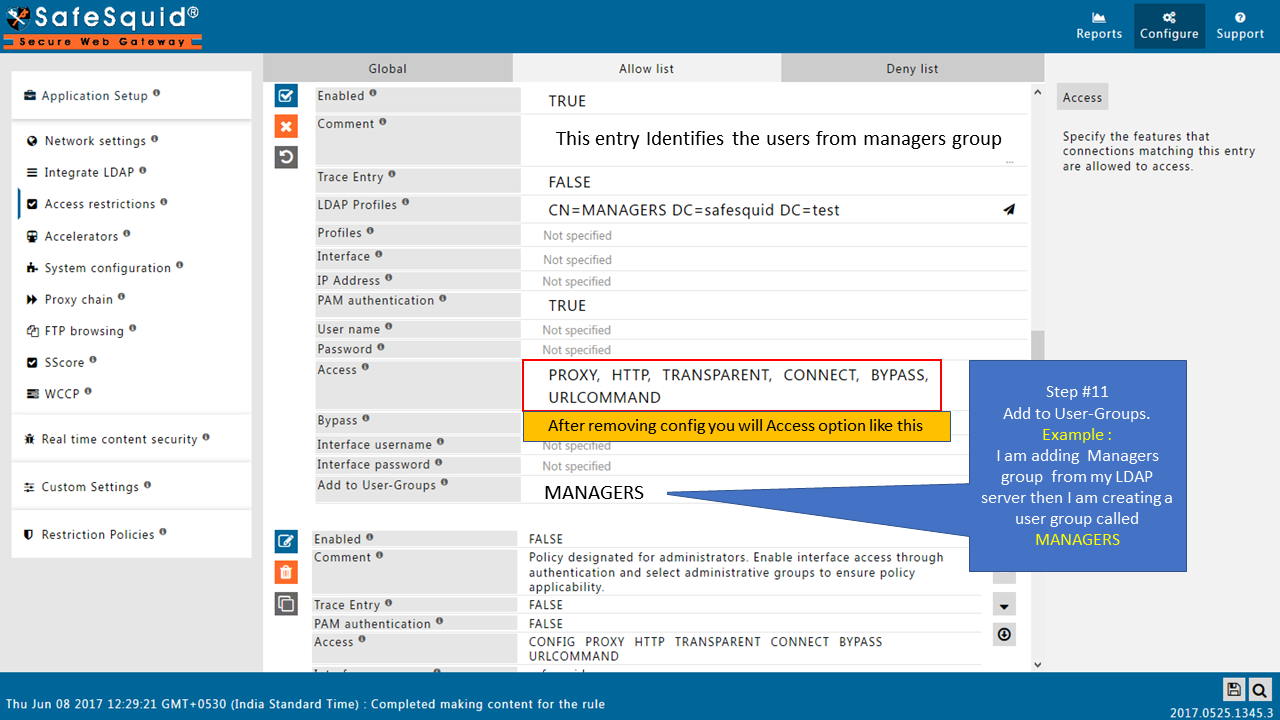 SafeSquid®
Secure Web Gateway
Reports
Configure
Support
Application Setup
Network settings
Integrate LDAP
Access restrictions
Accelerators
System configuration
Proxy chain
FTP browsing
SScore
WCCP
Real time content security
Custom Settings
Restriction Policies
Global
Allow list
Deny list
Enabled
TRUE
Comment
This entry Identifies the users from managers group
...
Trace Entry
FALSE
LDAP Profiles
CN=MANAGERS DC=safesquid DC=test
Profiles
Not specified
Interface
Not specified
IP Address
Not specified
PAM authentication
TRUE
User name
Not specified
Password
Not specified
Access
PROXY, HTTP, TRANSPARENT, CONNECT, BYPASS,
URLCOMMAND
Bypass
After removing config you will Access option like this
Interface username
Not specified
Interface password
Not specified
Add to User-Groups
MANAGERS
Enabled
FALSE
Comment
Policy designated for administrators. Enable interface access through
authentication and select administrative groups to ensure policy
applicability.
Trace Entry
FALSE
PAM authentication
FALSE
Access
CONFIG PROXY HTTP TRANSPARENT CONNECT BYPASS
URLCOMMAND
Access
Specify the features that
connections matching this entry
are allowed to access.
Step #11
Add to User-Groups.
Example :
I am adding Managers
group from my LDAP
server then I am creating a
user group called
MANAGERS
Thu Jun 08 2017 12:29:21 GMT+0530 (India Standard Time) : Completed making content for the rule
2017.0525.1345.3